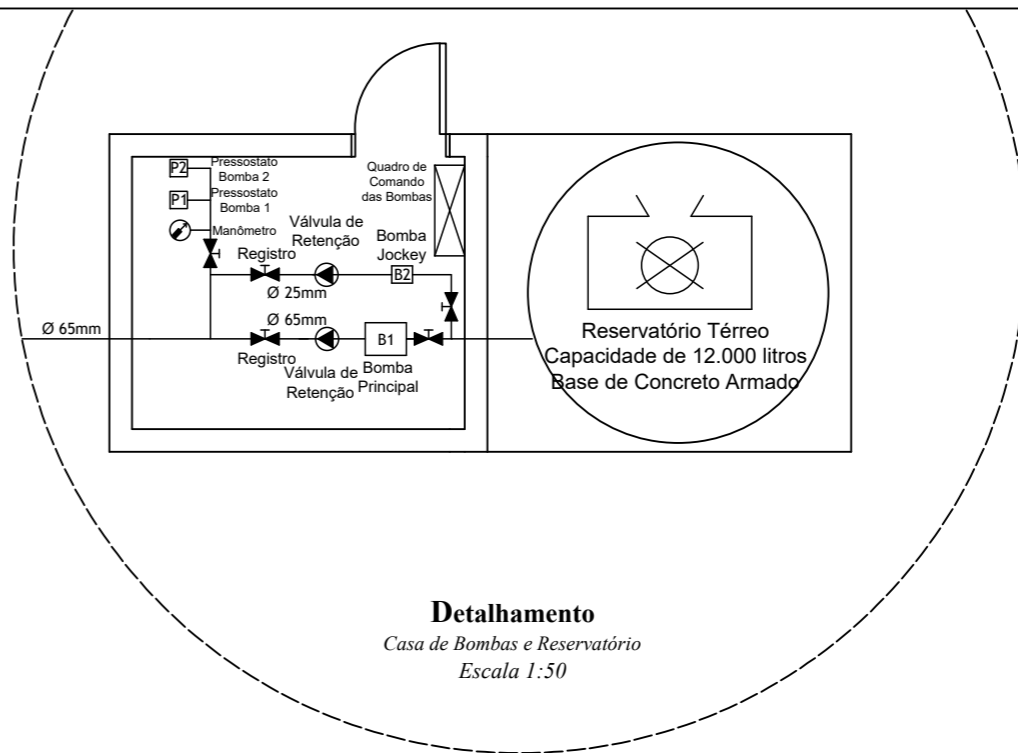 P2
Pressostato
Bomba 2
P1
Pressostato
Bomba 1
Manômetro
Quadro de
Comando
das Bombas
Válvula de
Retenção
Bomba
Jockey
Registro
B2
Ø 25mm
Ø 65mm
Ø 65mm
B1
Registro
Válvula de
Retenção
Bomba
Principal
Reservatório Térreo
Capacidade de 12.000 litros
Base de Concreto Armado
Detalhamento
Casa de Bombas e Reservatório
Escala 1:50